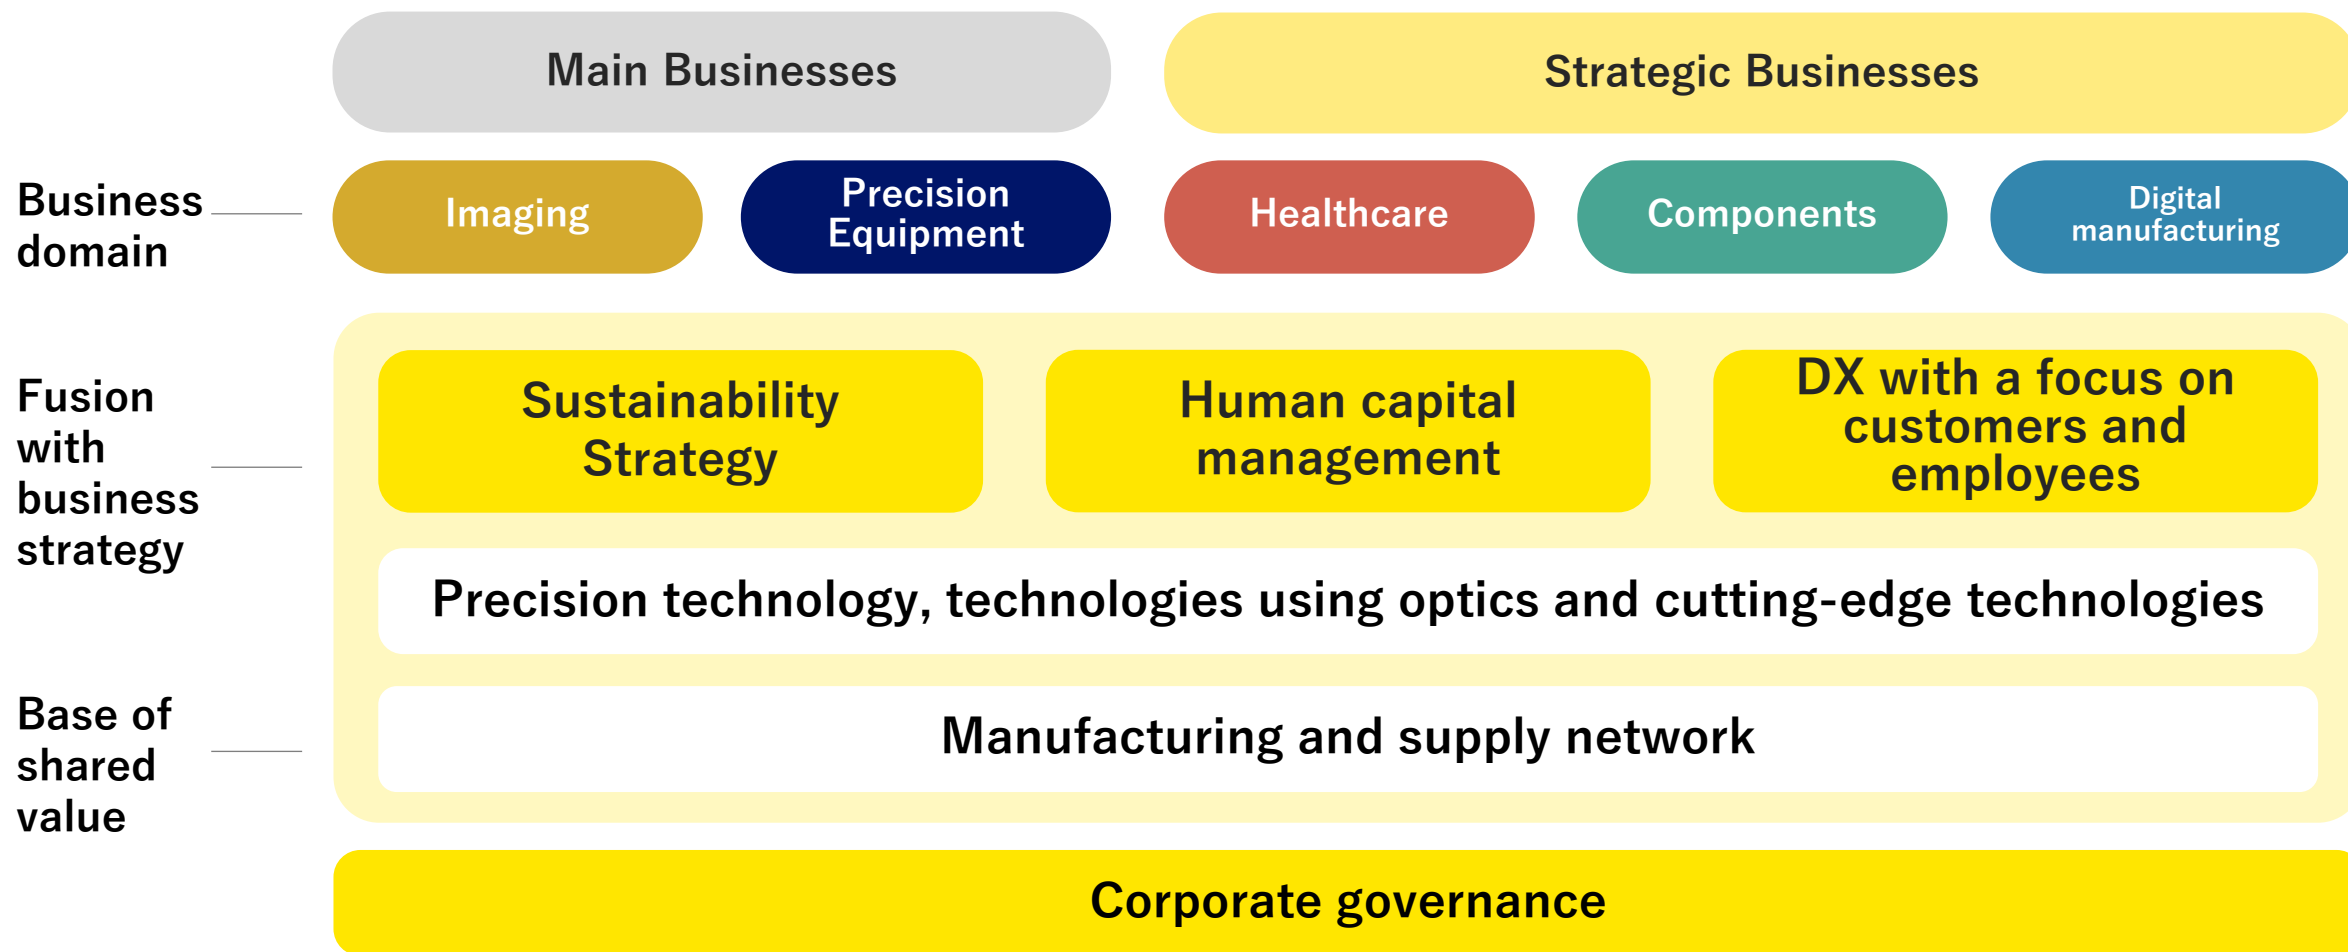 Main Businesses
Strategic Businesses
Business
domain
Imaging
Precision
Equipment
Healthcare
Components
Digital
manufacturing
Fusion
with
business
strategy
Sustainability
Strategy
Human capital
management
DX with a focus on
customers and
employees
Precision technology, technologies using optics and cutting-edge technologies
Base of
shared
value
Manufacturing and supply network
Corporate governance